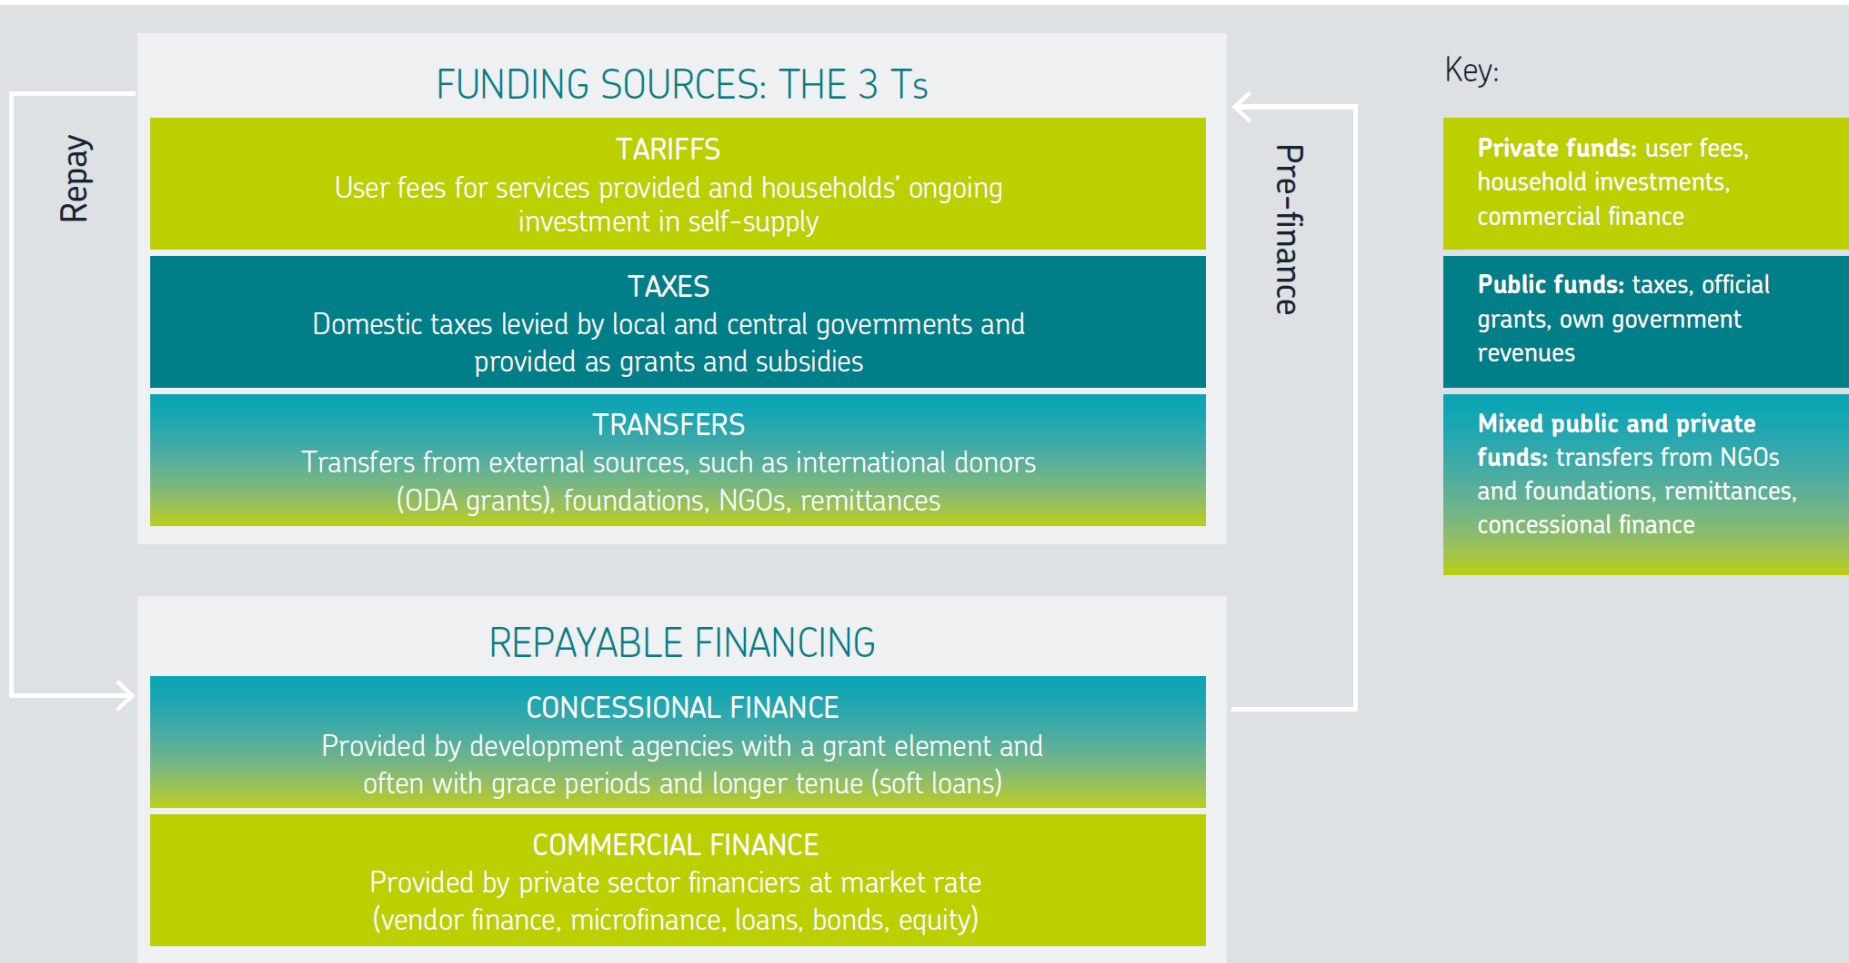 FUNDING SOURCES: THE 3 Ts
TARIFFS
User fees for services provided and households’ ongoing
investment in self-supply
TAXES
Domestic taxes levied by local and central governments and
provided as grants and subsidies
TRANSFERS
Transfers from external sources, such as international donors
(ODA grants), foundations, NGOs, remittances
Repay
Pre-finance
REPAYABLE FINANCING
CONCESSIONAL FINANCE
Provided by development agencies with a grant element and
often with grace periods and longer tenue (soft loans)
COMMERCIAL FINANCE
Provided by private sector financiers at market rate
(vendor finance, microfinance, loans, bonds, equity)
Key:
Private funds: user fees,
household investments,
commercial finance
Public funds: taxes, official
grants, own government
revenues
Mixed public and private
funds: transfers from NGOs
and foundations, remittances,
concessional finance